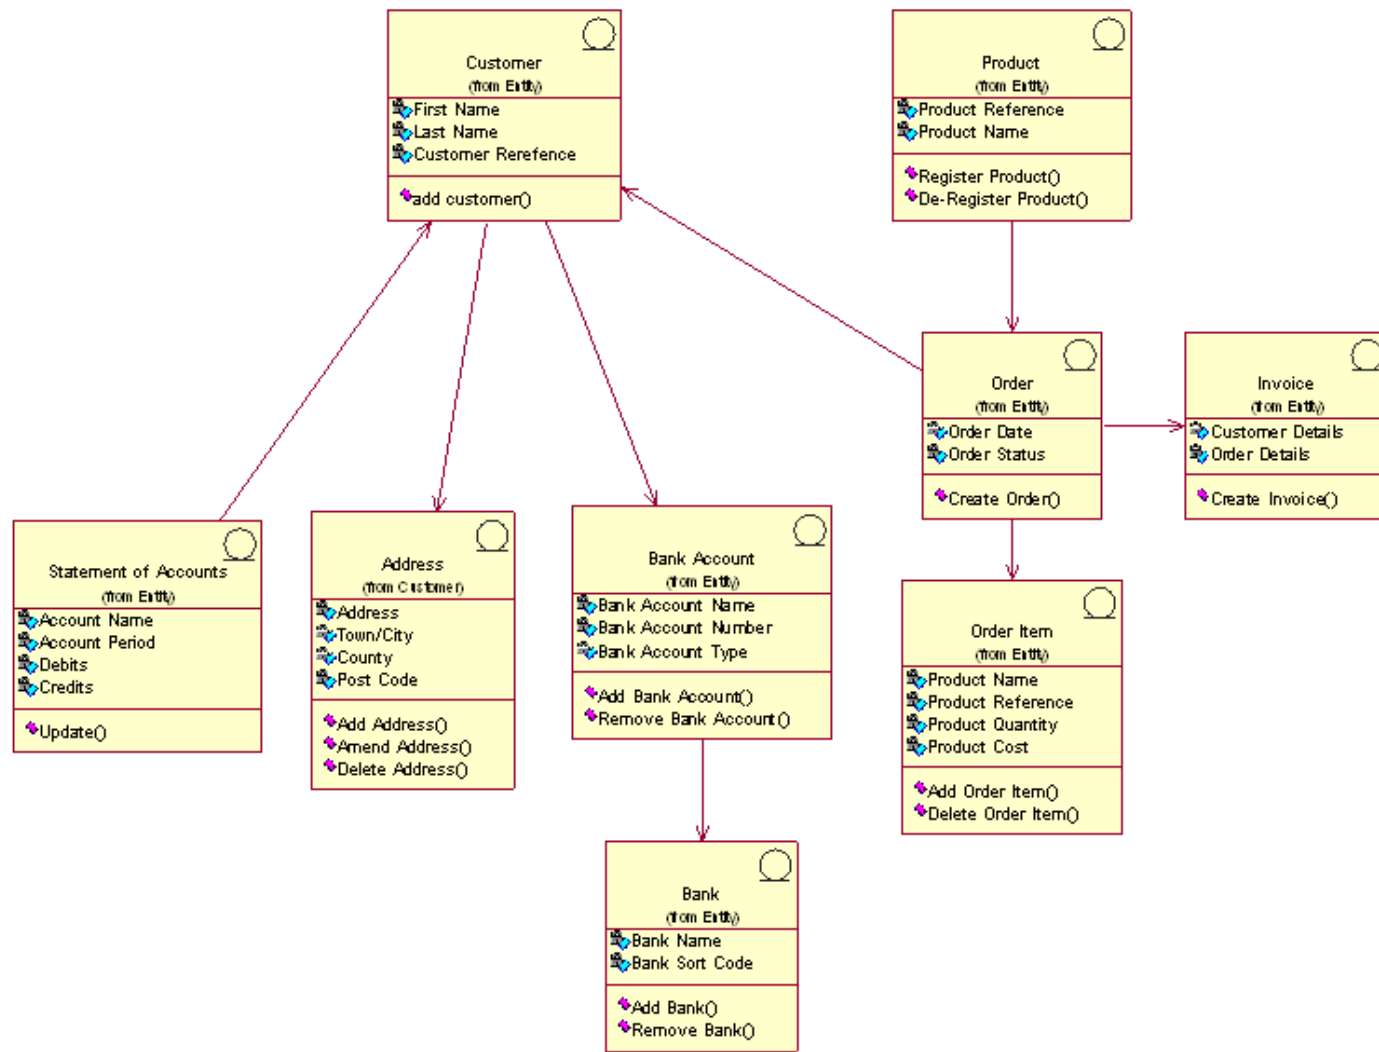 Customer
(from Entity)
First Name
Last Name
Customer Rerefence
add customer()
Product
(from Entity)
Product Reference
Product Name
Register Product()
De-Register Product()
Order
(from Entity)
Order Date
Order Status
Create Order()
Invoice
(from Entity)
Customer Details
Order Details
Create Invoice()
Statement of Accounts
(from Entity)
Account Name
Account Period
Debits
Credits
Update()
Address
(from Customer)
Address
Town/City
County
Post Code
Add Address()
Amend Address()
Delete Address()
Bank Account
(from Entity)
Bank Account Name
Bank Account Number
Bank Account Type
Add Bank Account()
Remove Bank Account()
Order Item
(from Entity)
Product Name
Product Reference
Product Quantity
Product Cost
Add Order Item()
Delete Order Item()
Bank
(from Entity)
Bank Name
Bank Sort Code
Add Bank()
Remove Bank()